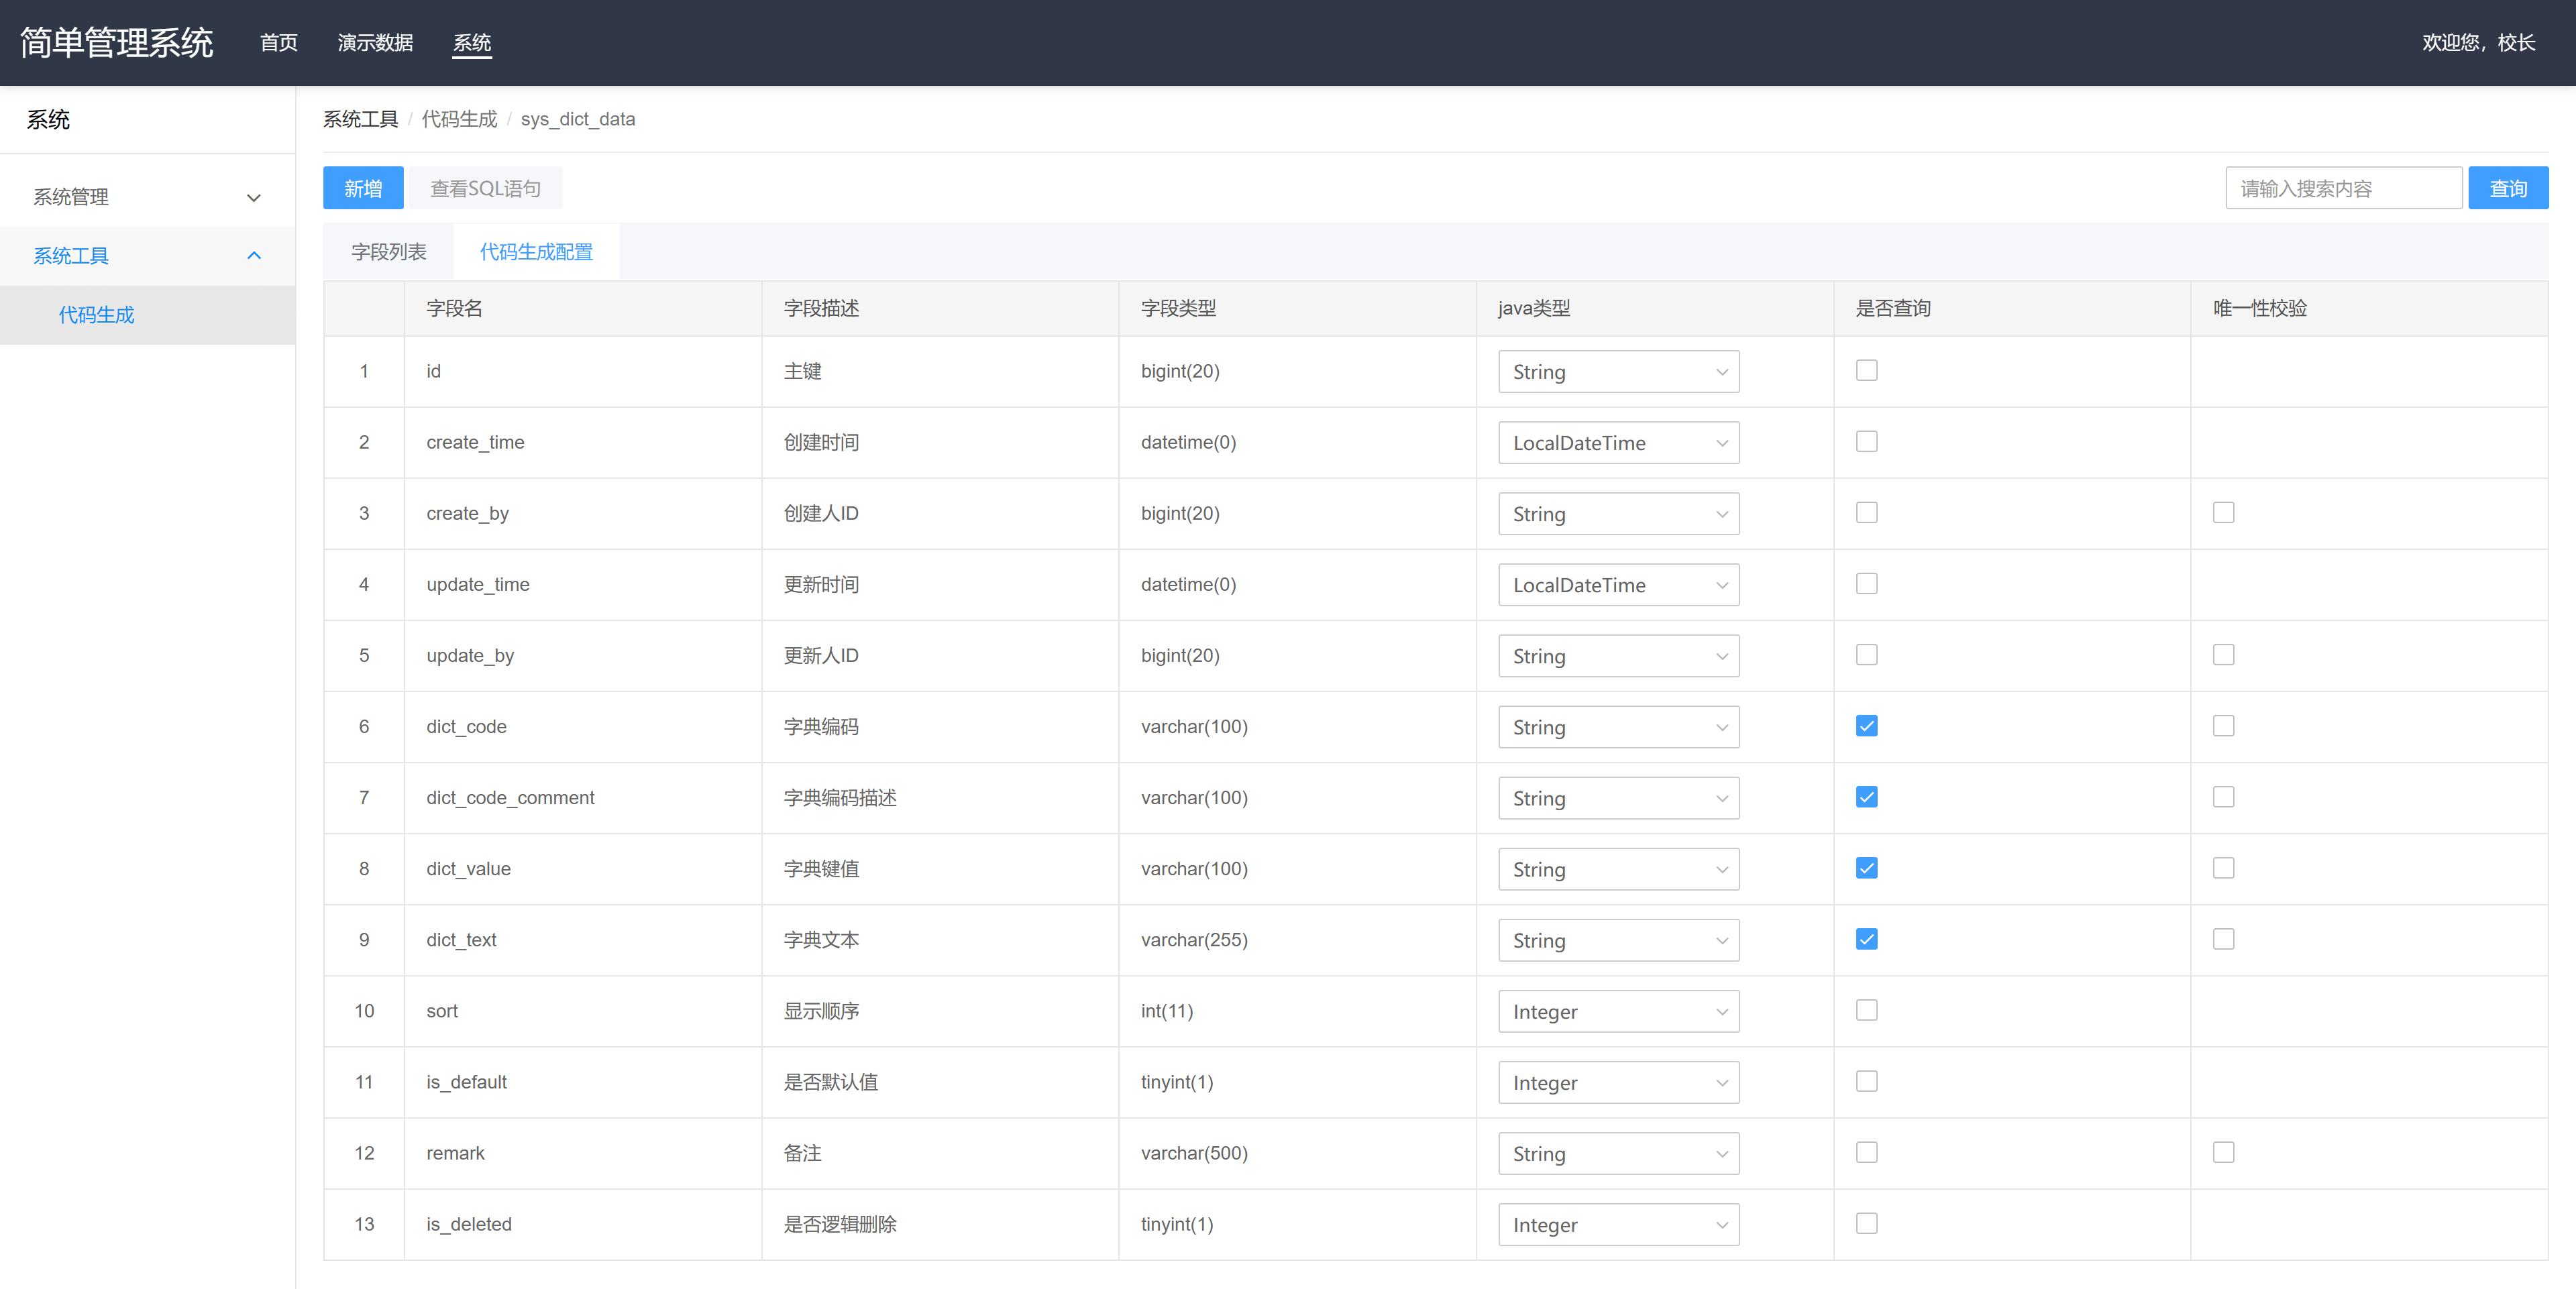 简单管理系统 首页 演示数据 系统 欢迎您，校长
系统
系统管理
系统工具
代码生成
系统工具 / 代码生成 / sys_dict_data
新增 查看SQL语句 请输入搜索内容 查询
字段列表 代码生成配置
字段名 字段描述 字段类型 java类型 是否查询 唯一性校验
1 id 主键 bigint(20) String
2 create_time 创建时间 datetime(0) LocalDateTime
3 create_by 创建人ID bigint(20) String
4 update_time 更新时间 datetime(0) LocalDateTime
5 update_by 更新人ID bigint(20) String
6 dict_code 字典编码 varchar(100) String
7 dict_code_comment 字典编码描述 varchar(100) String
8 dict_value 字典键值 varchar(100) String
9 dict_text 字典文本 varchar(255) String
10 sort 显示顺序 int(11) Integer
11 is_default 是否默认值 tinyint(1) Integer
12 remark 备注 varchar(500) String
13 is_deleted 是否逻辑删除 tinyint(1) Integer